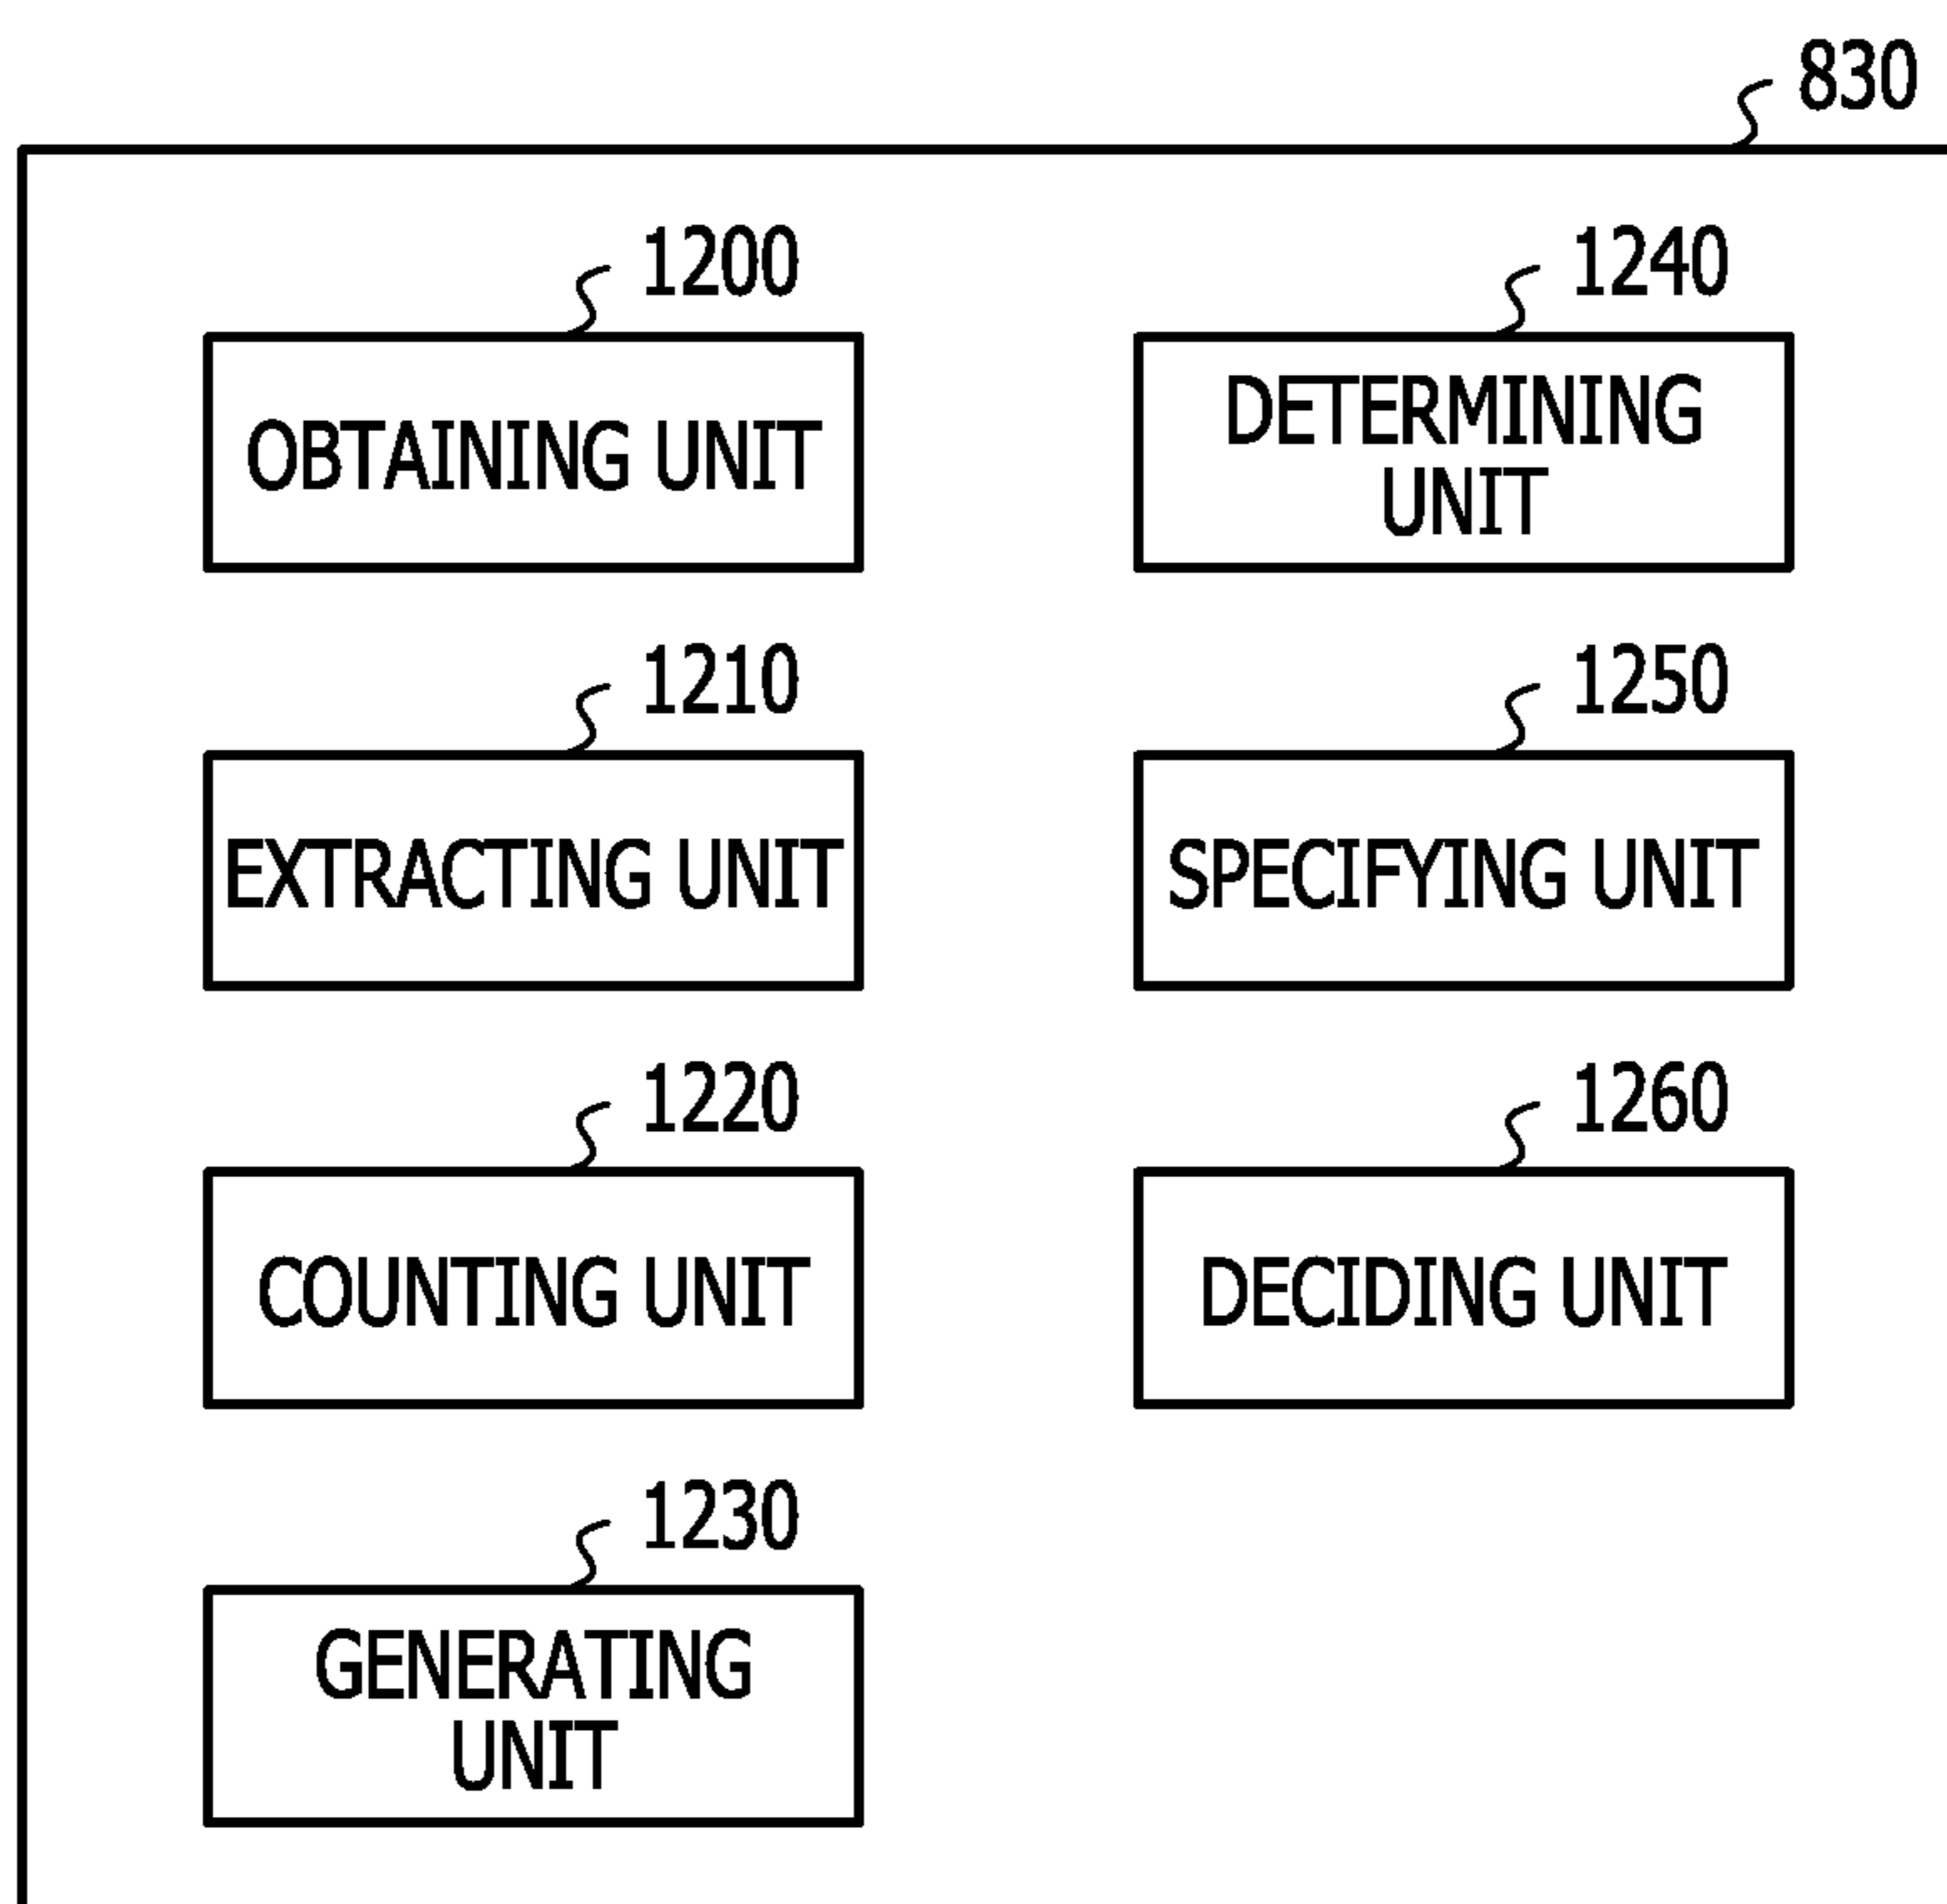 830
1200
OBTAINING UNIT
1210
EXTRACTING UNIT
1220
COUNTING UNIT
1230
GENERATING
UNIT
1240
DETERMINING
UNIT
1250
SPECIFYING UNIT
1260
DECIDING UNIT